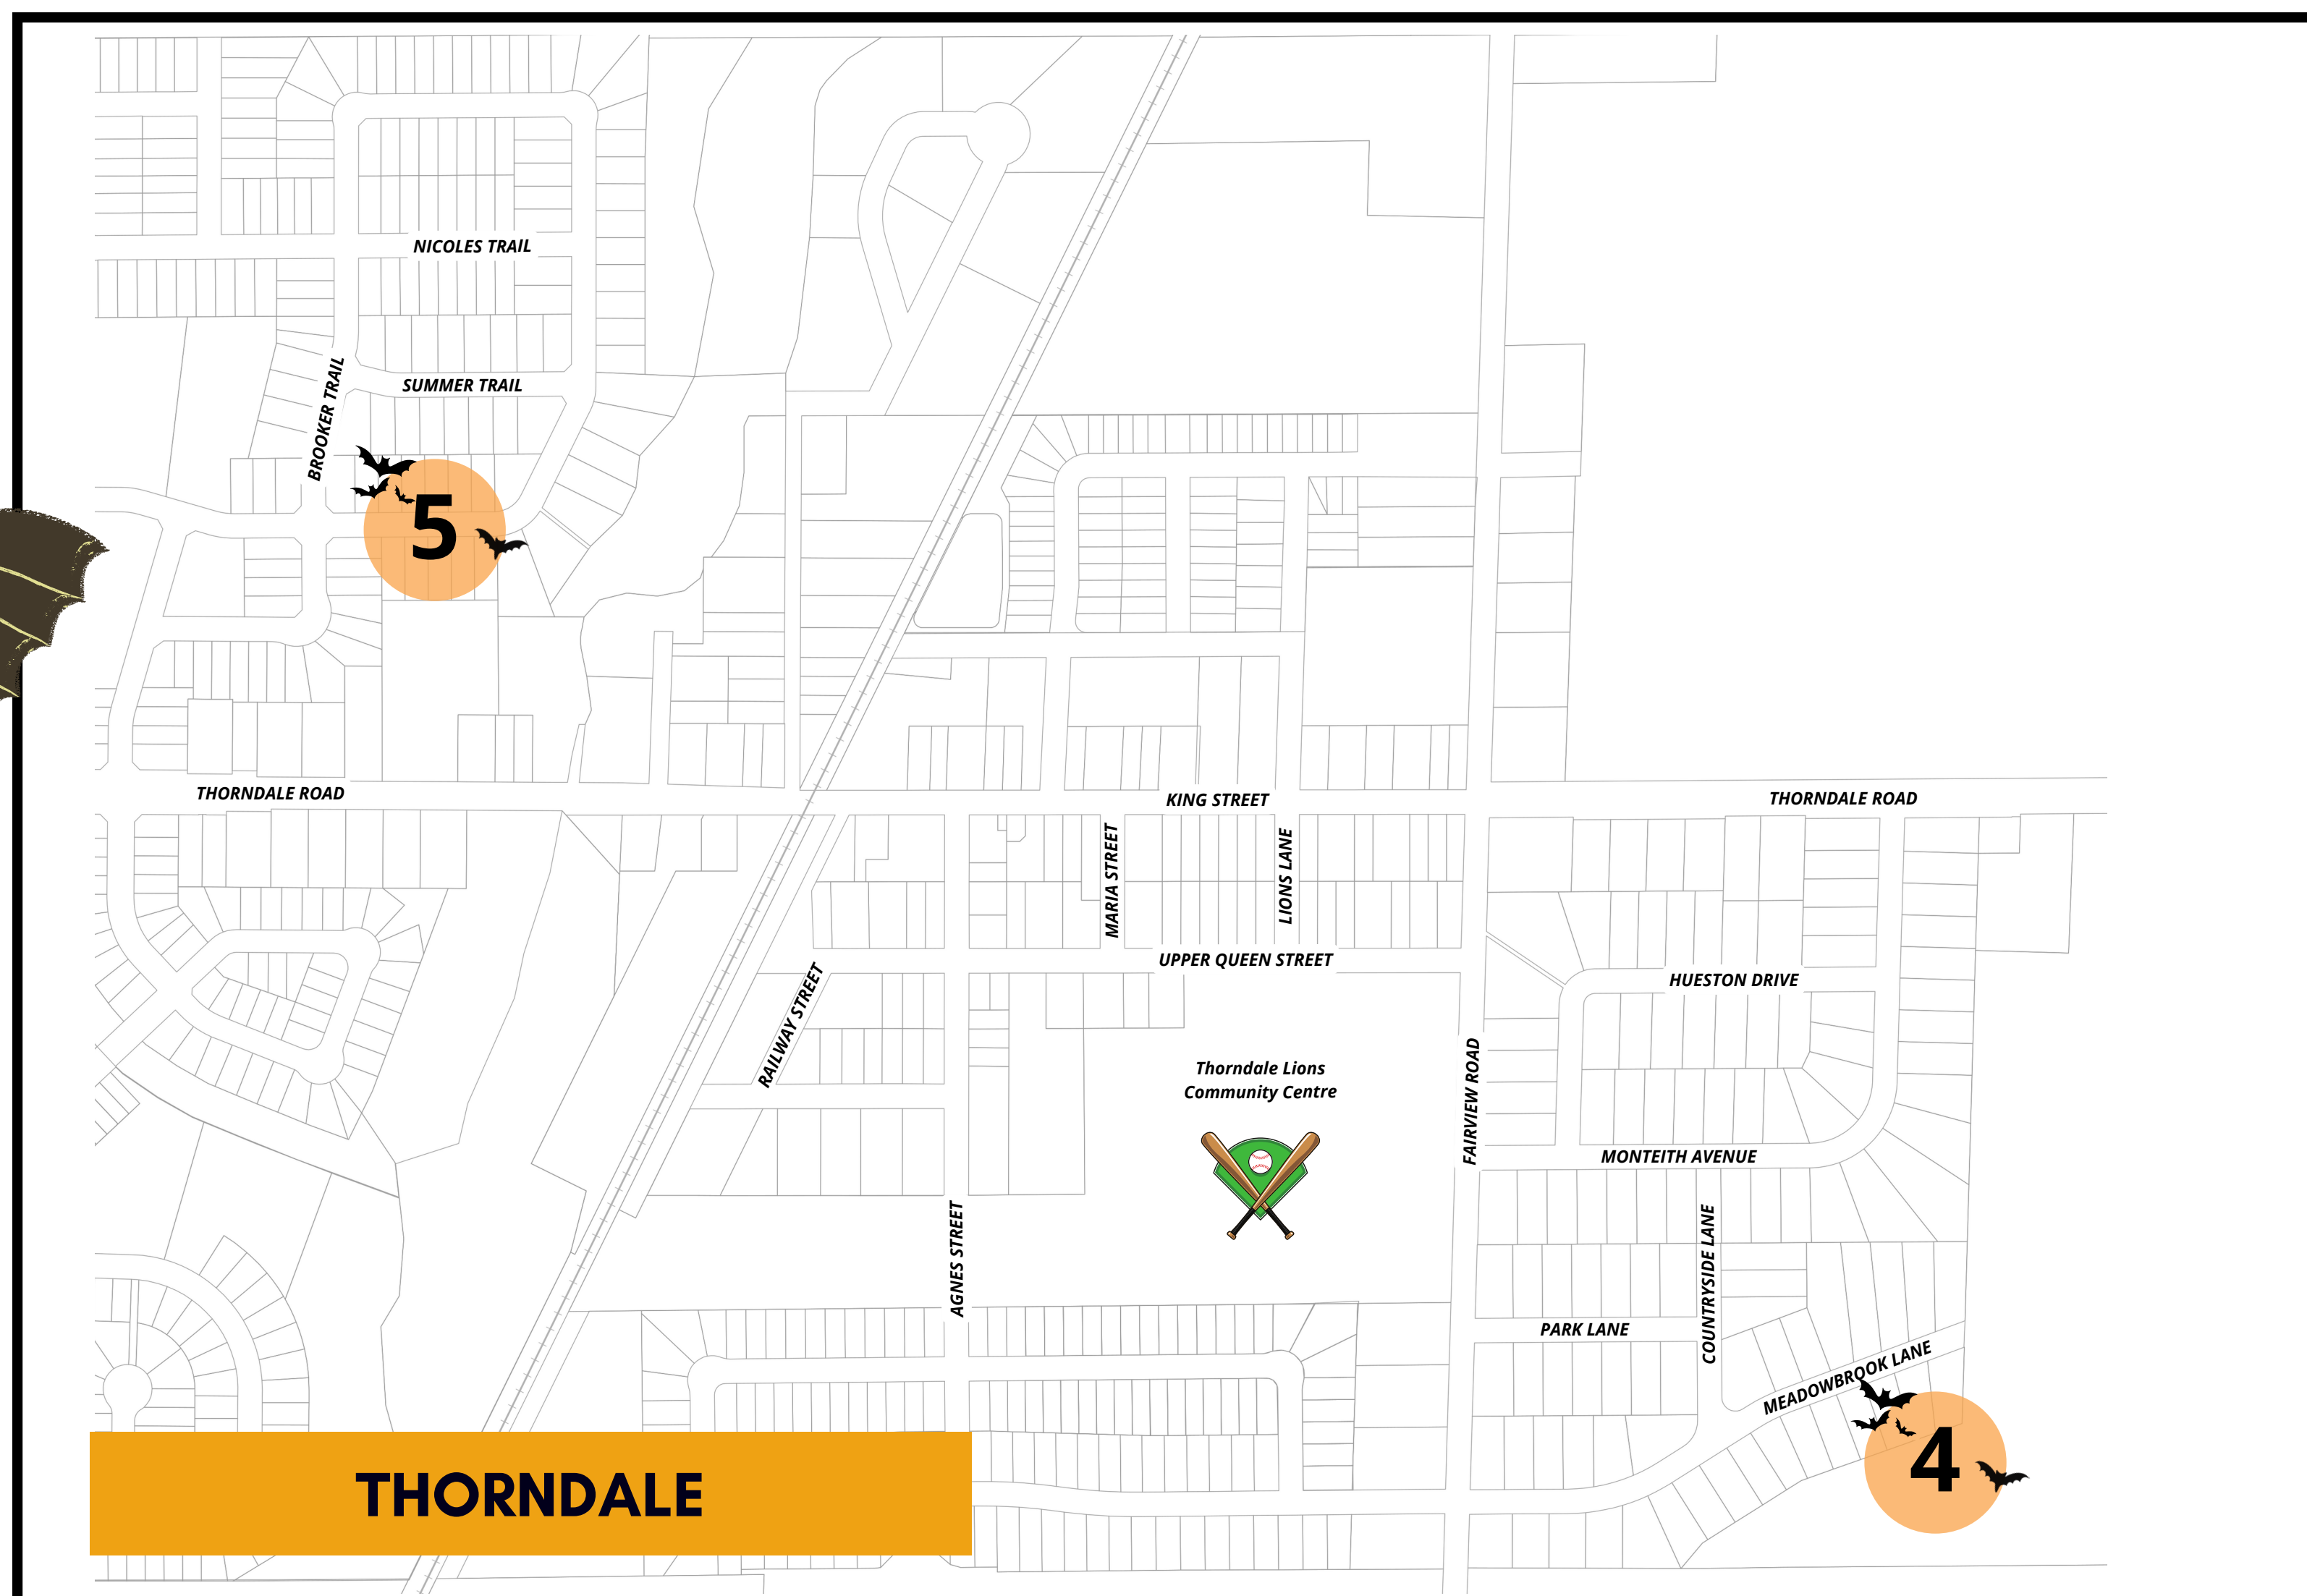 NICOLES TRAIL
BROOKER TRAIL
SUMMER TRAIL
5
THORNDALE ROAD
KING STREET
THORNDALE ROAD
MARIA STREET
LIONS LANE
UPPER QUEEN STREET
HUESTON DRIVE
RAILWAY STREET
Thorndale Lions
Community Centre
FAIRVIEW ROAD
MONTEITH AVENUE
AGNES STREET
COUNTRYSIDE LANE
PARK LANE
MEADOWBROOK LANE
4
THORNDALE